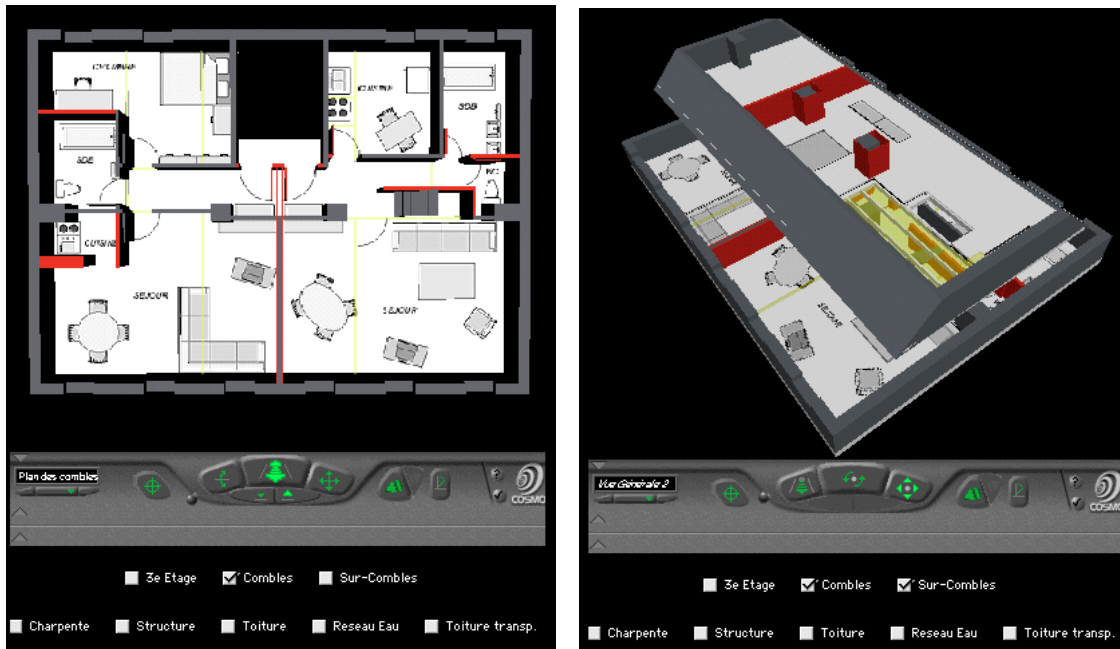 CUISINE
SDB
SDB
WC
CUISINE
SEJOUR
SEJOUR
Plan des combles
?
COSMO
3e Etage Combles Sur-Combles
Charpente Structure Toiture Reseau Eau Toiture transp.
SEJOUR
Vue Générale 2
?
COSMO
3e Etage Combles Sur-Combles
Charpente Structure Toiture Reseau Eau Toiture transp.